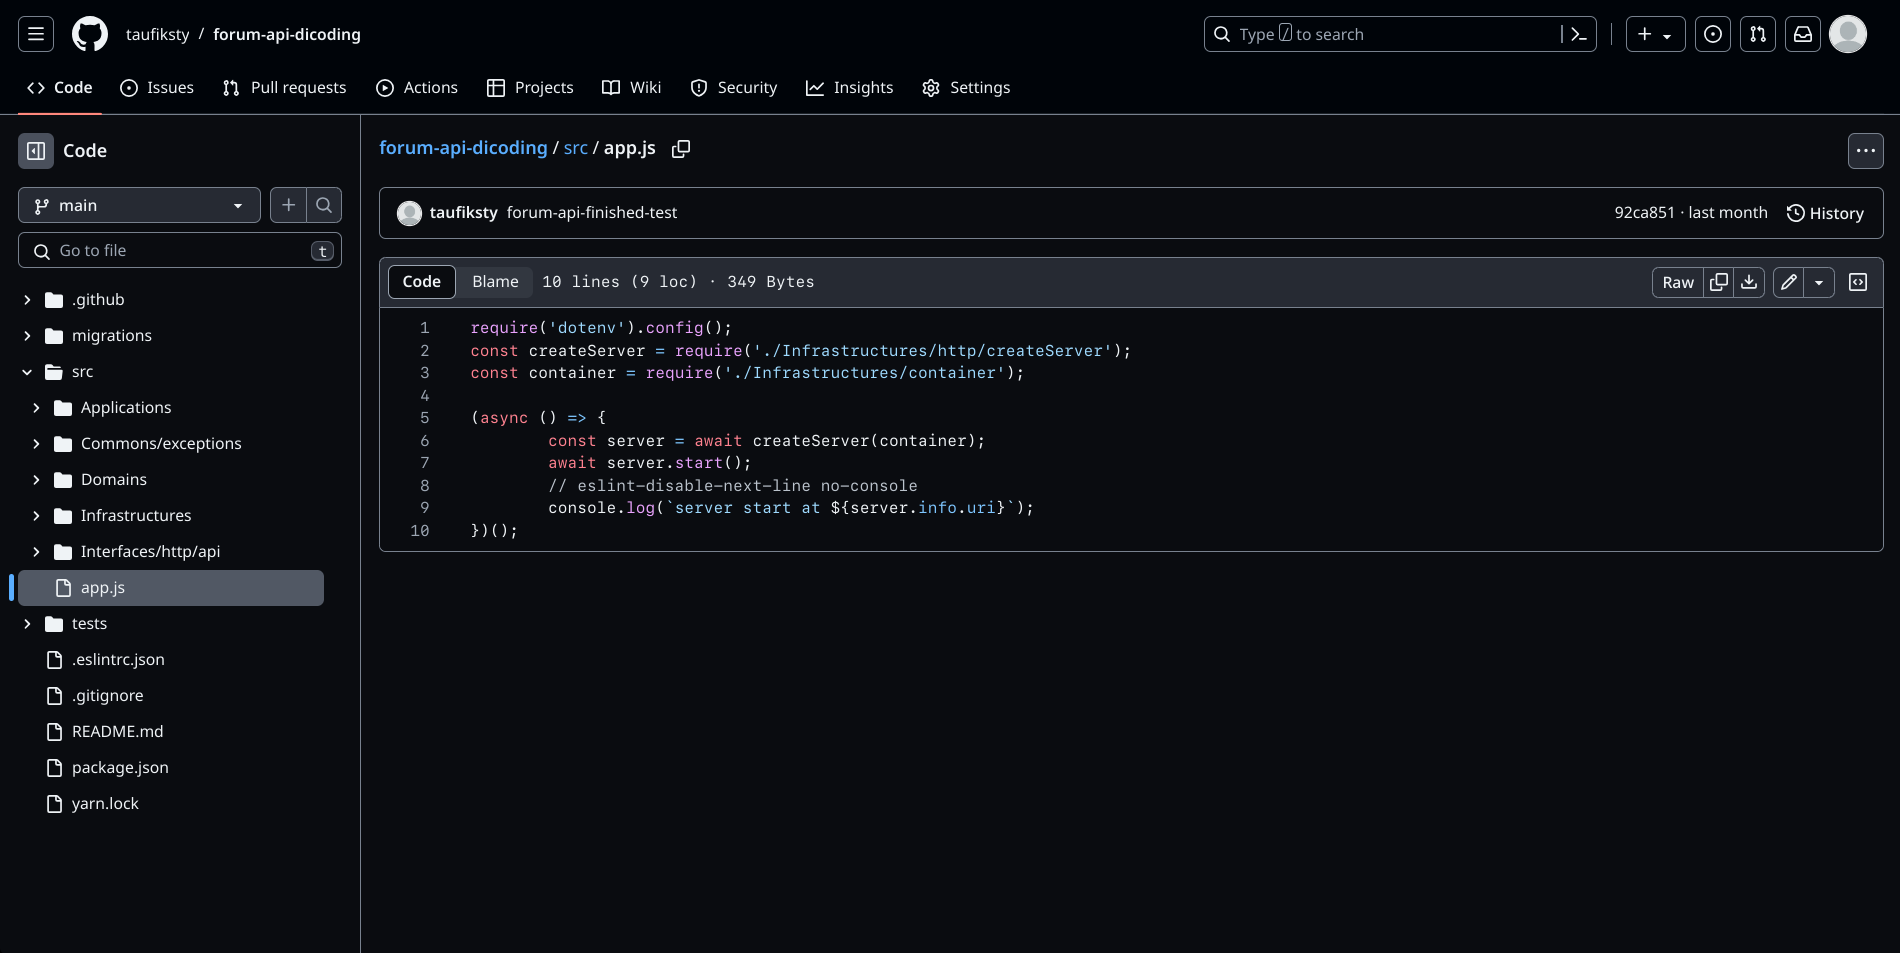 taufiksty / forum-api-dicoding
Type / to search
Code
Issues
Pull requests
Actions
Projects
Wiki
Security
Insights
Settings
Code
main
Go to file
t
.github
migrations
src
Applications
Commons/exceptions
Domains
Infrastructures
Interfaces/http/api
app.js
tests
.eslintrc.json
.gitignore
README.md
package.json
yarn.lock
forum-api-dicoding / src / app.js
taufiksty forum-api-finished-test
92ca851 · last month
History
Code
Blame
10 lines (9 loc) · 349 Bytes
Raw
1 require('dotenv').config();
2 const createServer = require('./Infrastructures/http/createServer');
3 const container = require('./Infrastructures/container');
4
5 (async () => {
6 const server = await createServer(container);
7 await server.start();
8 // eslint-disable-next-line no-console
9 console.log(`server start at ${server.info.uri}`);
10 })();